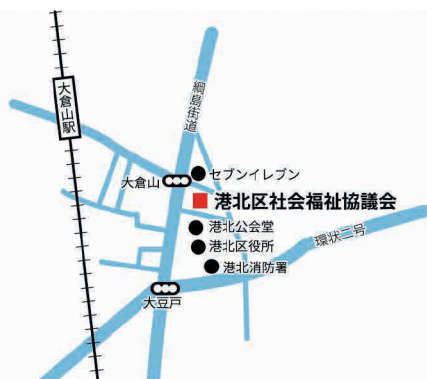 綱島街道
大倉山駅
セブンイレブン
大倉山
港北区社会福祉協議会
港北公会堂
港北区役所
環状二号
港北消防署
大豆戸